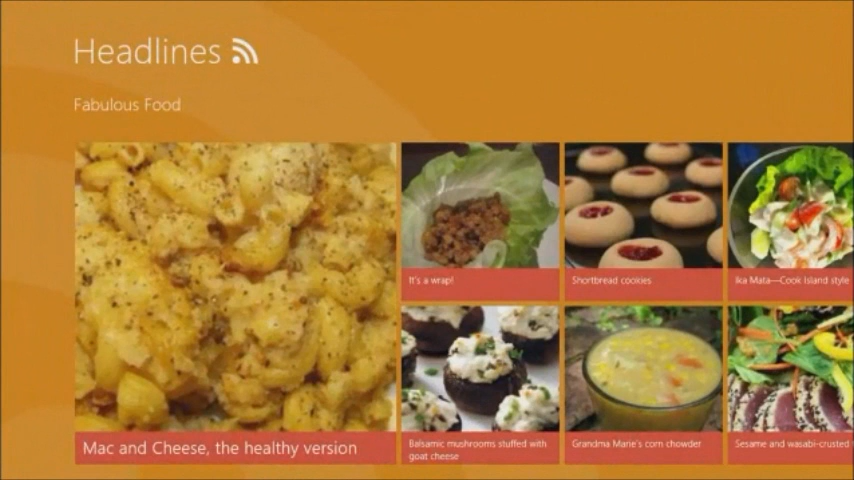 Headlines
Fabulous Food
Mac and Cheese, the healthy version
It's a wrap!
Shortbread cookies
Ika Mata—Cook Island style
Balsamic mushrooms stuffed with
goat cheese
Grandma Marie's corn chowder
Sesame and wasabi-crusted